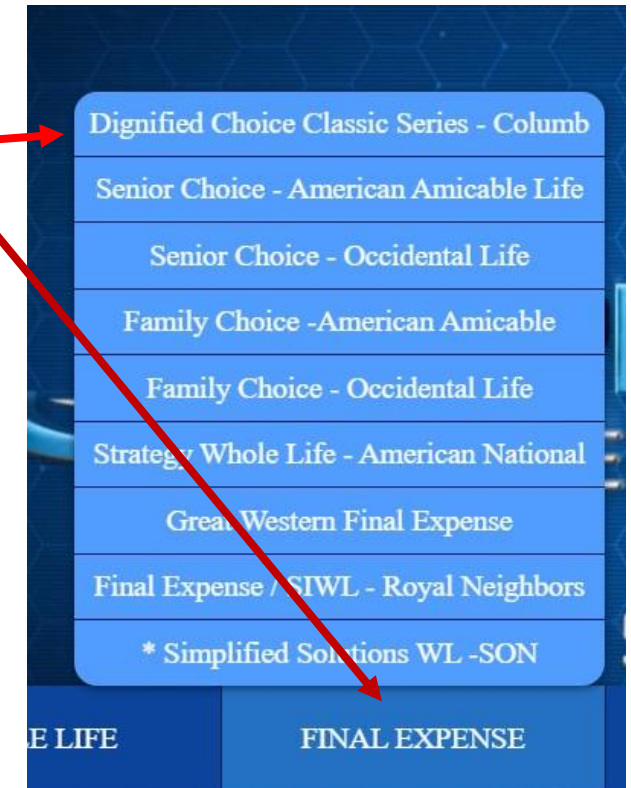 Dignified Choice Classic Series - Columb
Senior Choice - American Amicable Life
Senior Choice - Occidental Life
Family Choice -American Amicable
Family Choice - Occidental Life
Strategy Whole Life - American National
Great Western Final Expense
Final Expense / SIWL - Royal Neighbors
* Simplified Solutions WL -SON
E LIFE
FINAL EXPENSE